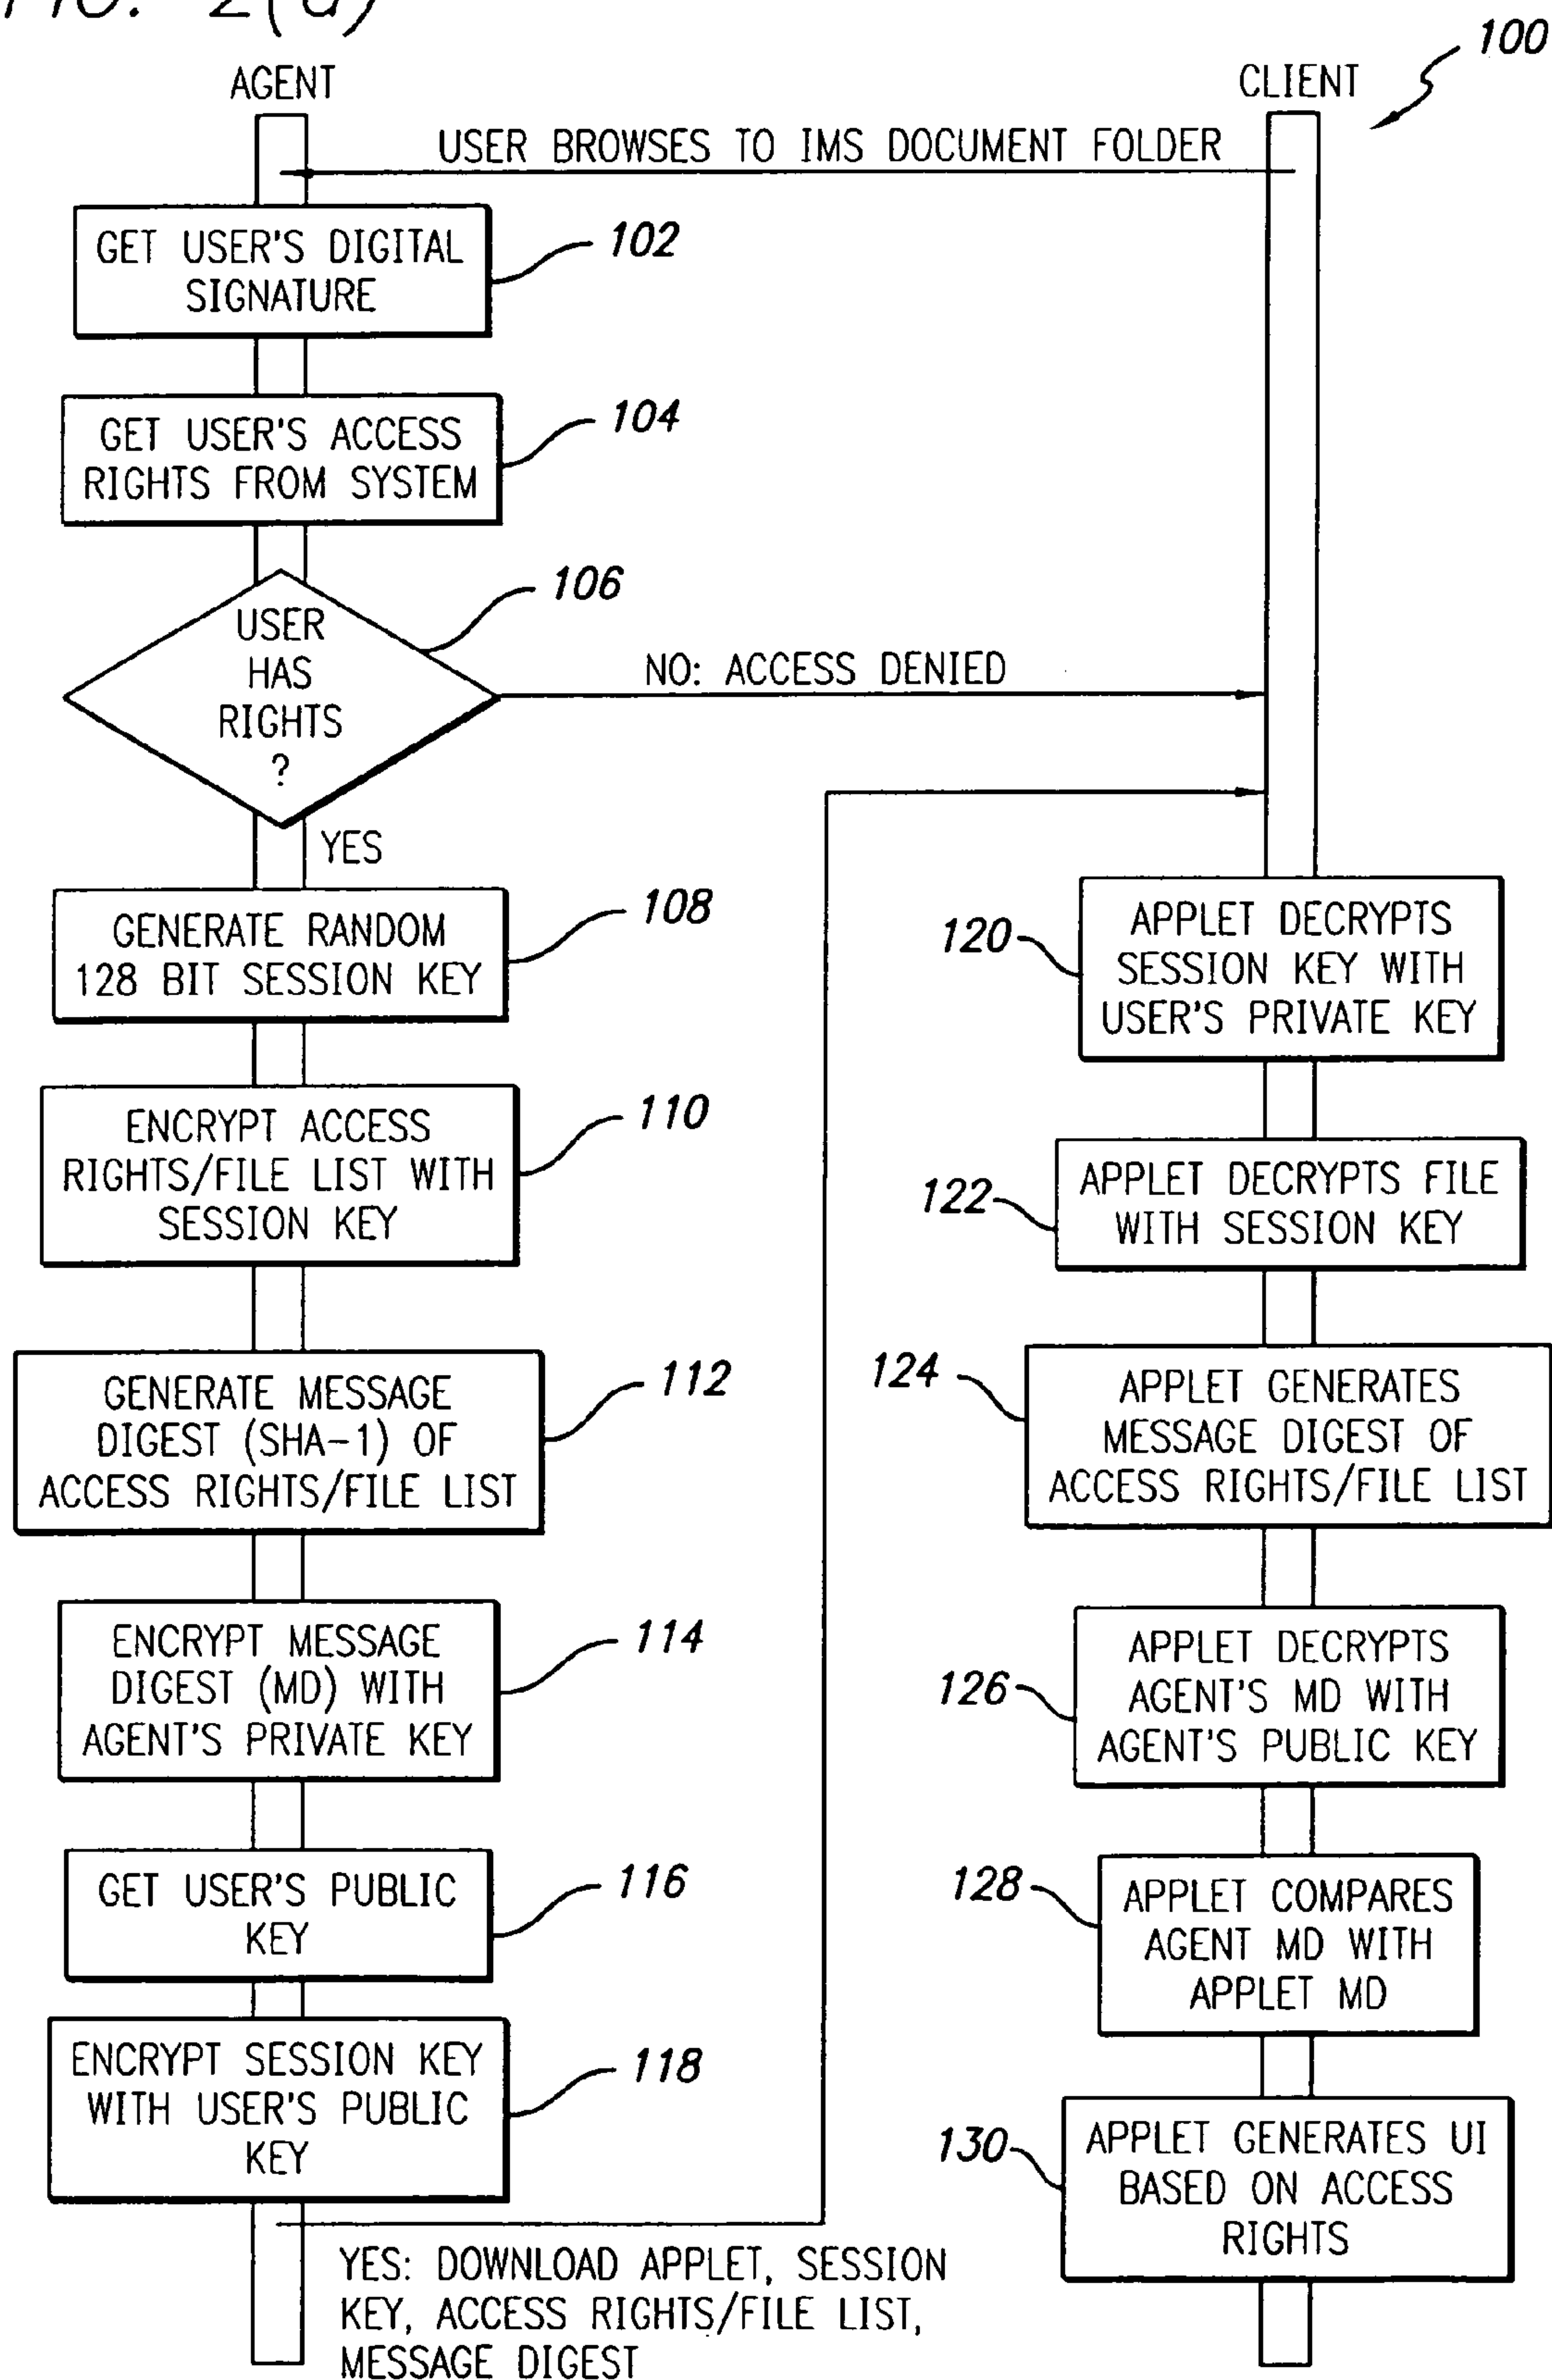 FIG. 2(a)
100
AGENT
CLIENT
USER BROWSES TO IMS DOCUMENT FOLDER
GET USER'S DIGITAL
SIGNATURE
102
GET USER'S ACCESS
RIGHTS FROM SYSTEM
104
USER
HAS
RIGHTS
?
106
NO: ACCESS DENIED
YES
GENERATE RANDOM
128 BIT SESSION KEY
108
ENCRYPT ACCESS
RIGHTS/FILE LIST WITH
SESSION KEY
110
GENERATE MESSAGE
DIGEST (SHA-1) OF
ACCESS RIGHTS/FILE LIST
112
ENCRYPT MESSAGE
DIGEST (MD) WITH
AGENT'S PRIVATE KEY
114
GET USER'S PUBLIC
KEY
116
ENCRYPT SESSION KEY
WITH USER'S PUBLIC
KEY
118
YES: DOWNLOAD APPLET, SESSION
KEY, ACCESS RIGHTS/FILE LIST,
MESSAGE DIGEST
120
APPLET DECRYPTS
SESSION KEY WITH
USER'S PRIVATE KEY
122
APPLET DECRYPTS FILE
WITH SESSION KEY
124
APPLET GENERATES
MESSAGE DIGEST OF
ACCESS RIGHTS/FILE LIST
126
APPLET DECRYPTS
AGENT'S MD WITH
AGENT'S PUBLIC KEY
128
APPLET COMPARES
AGENT MD WITH
APPLET MD
130
APPLET GENERATES UI
BASED ON ACCESS
RIGHTS